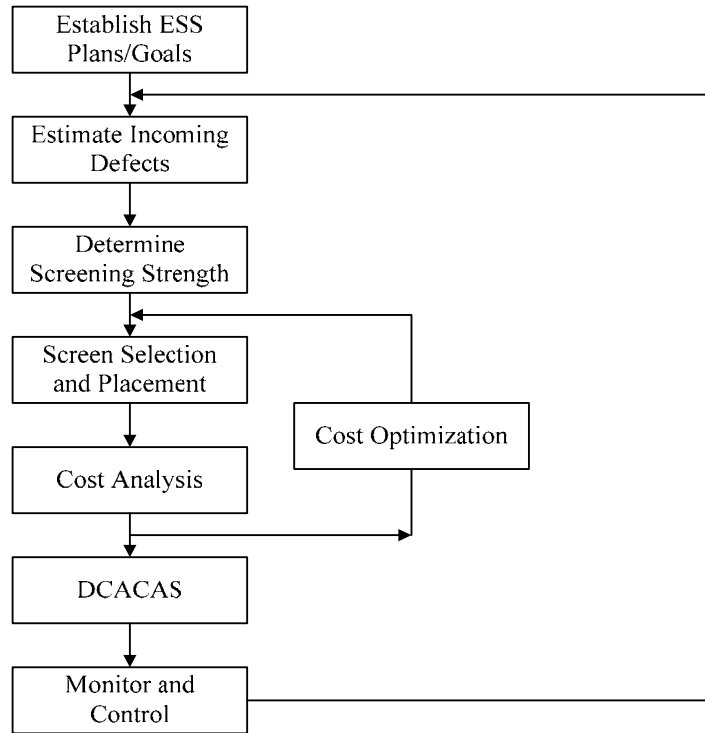 Establish ESS
Plans/Goals
Estimate Incoming
Defects
Determine
Screening Strength
Screen Selection
and Placement
Cost Optimization
Cost Analysis
DCACAS
Monitor and
Control